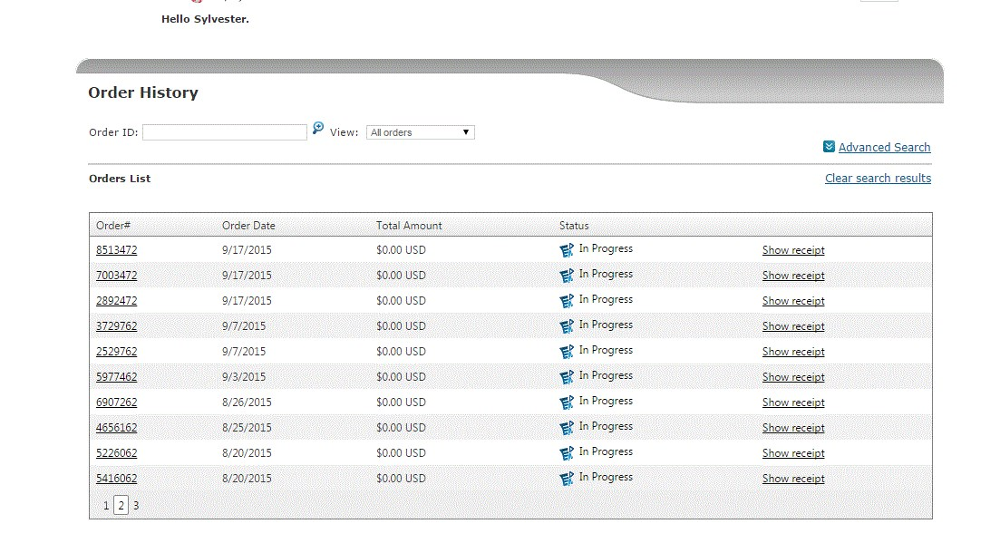 Hello Sylvester.
Order History
Order ID: View: All orders
Advanced Search
Orders List Clear search results
Order# Order Date Total Amount Status
8513472 9/17/2015 $0.00 USD In Progress Show receipt
7003472 9/17/2015 $0.00 USD In Progress Show receipt
2892472 9/17/2015 $0.00 USD In Progress Show receipt
3729762 9/7/2015 $0.00 USD In Progress Show receipt
2529762 9/7/2015 $0.00 USD In Progress Show receipt
5977462 9/3/2015 $0.00 USD In Progress Show receipt
6907262 8/26/2015 $0.00 USD In Progress Show receipt
4656162 8/25/2015 $0.00 USD In Progress Show receipt
5226062 8/20/2015 $0.00 USD In Progress Show receipt
5416062 8/20/2015 $0.00 USD In Progress Show receipt
1 2 3